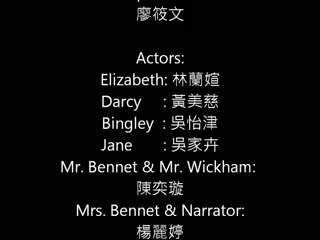 廖筱文
Actors:
Elizabeth: 林蘭媗
Darcy : 黃美慈
Bingley : 吳怡津
Jane : 吳家卉
Mr. Bennet & Mr. Wickham:
陳奕璇
Mrs. Bennet & Narrator:
楊麗婷